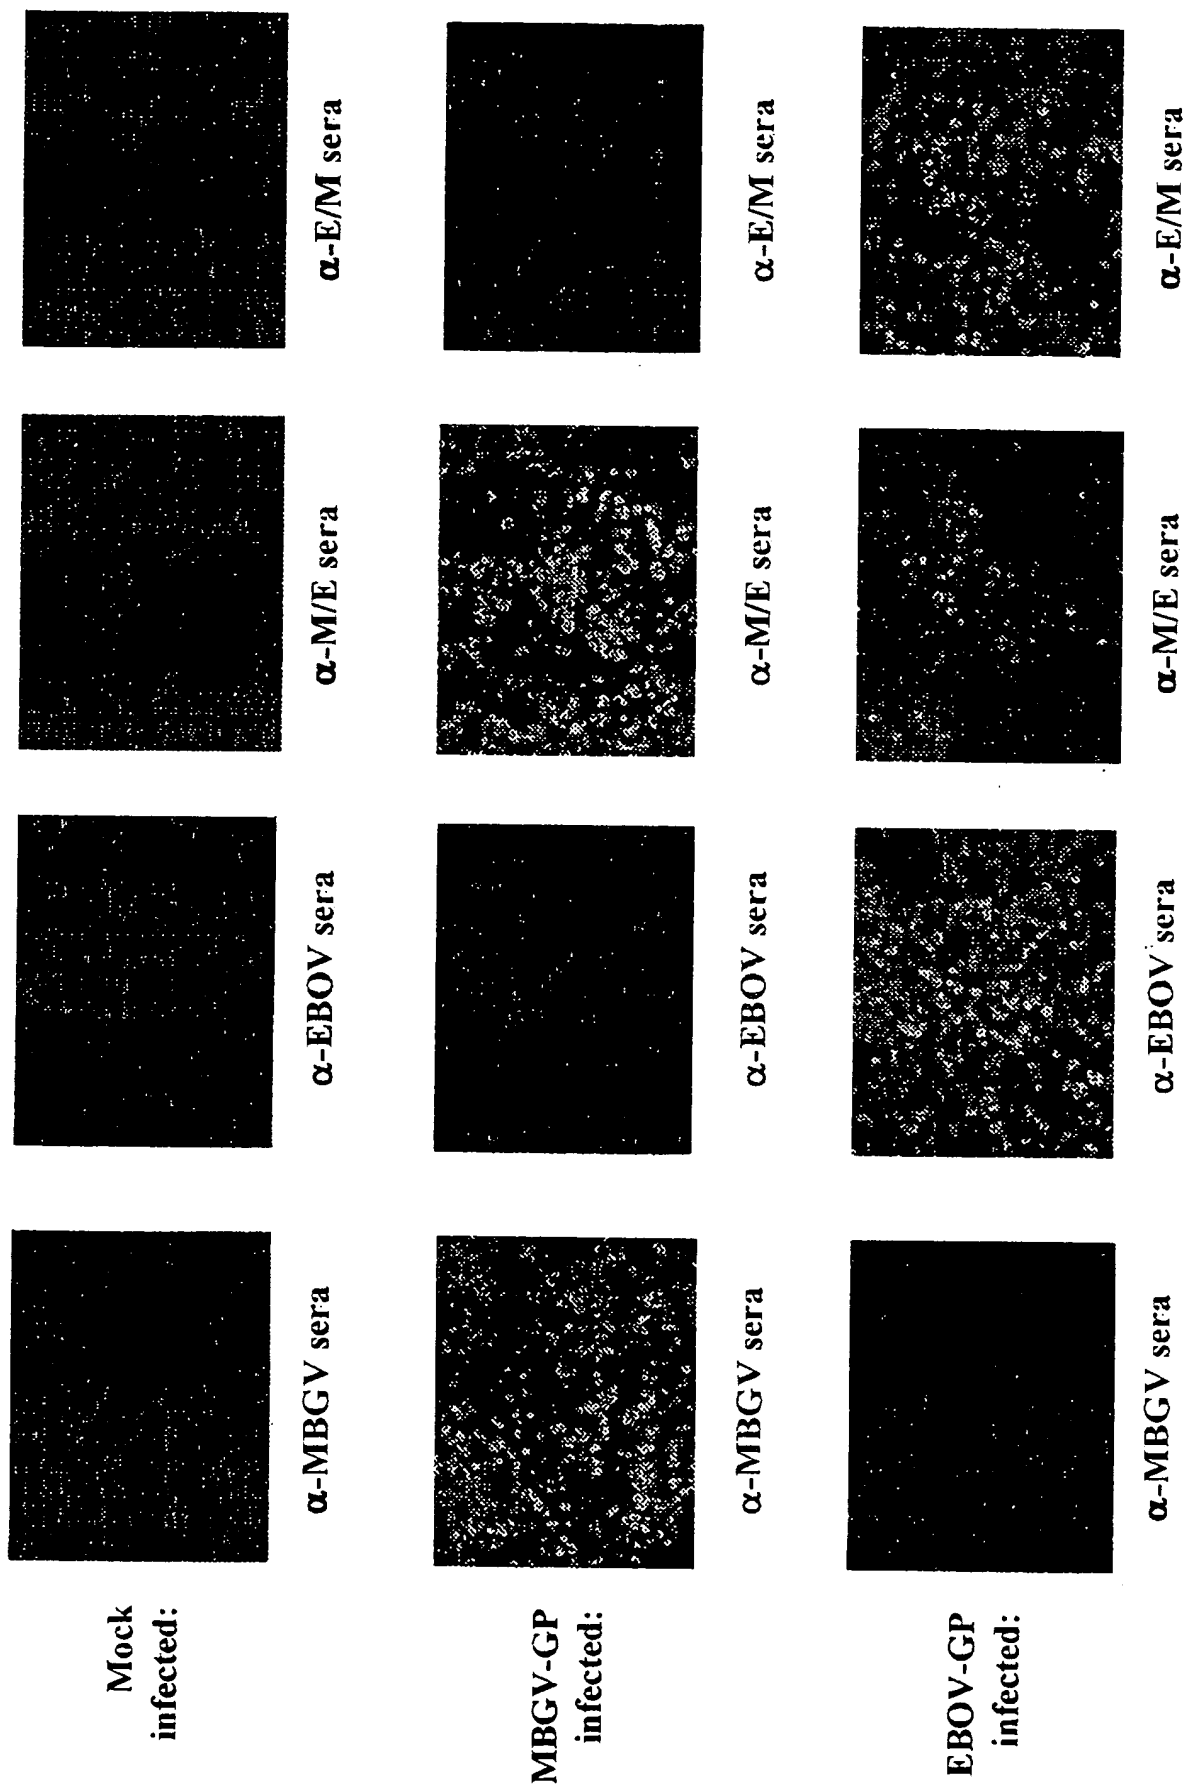 Mock
infected:
α-MBGV sera
α-EBOV sera
α-M/E sera
α-E/M sera
MBGV-GP
infected:
α-MBGV sera
α-EBOV sera
α-M/E sera
α-E/M sera
EBOV-GP
infected:
α-MBGV sera
α-EBOV sera
α-M/E sera
α-E/M sera